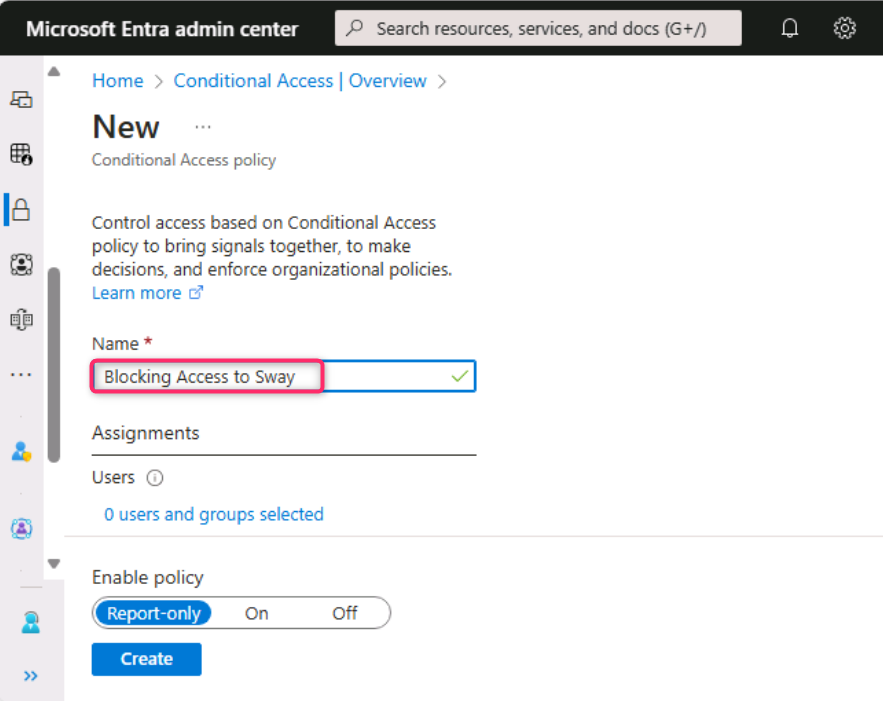 Microsoft Entra admin center
Search resources, services, and docs (G+/)
Home > Conditional Access | Overview >
New ...
Conditional Access policy
Control access based on Conditional Access
policy to bring signals together, to make
decisions, and enforce organizational policies.
Learn more
Name *
Blocking Access to Sway
Assignments
Users
0 users and groups selected
Enable policy
Report-only On Off
Create